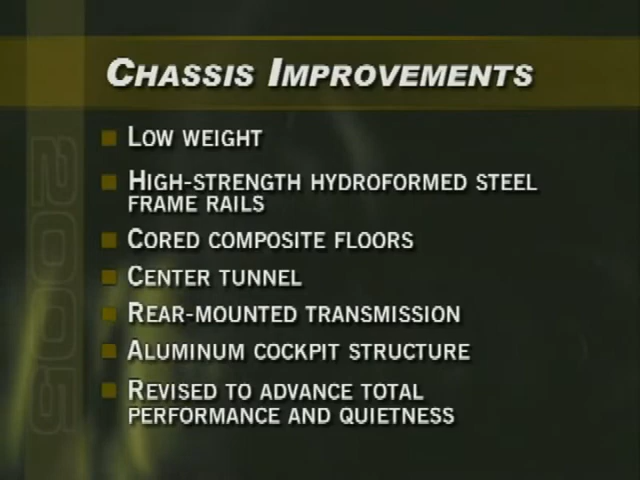 CHASSIS IMPROVEMENTS
LOW WEIGHT
HIGH-STRENGTH HYDROFORMED STEEL
FRAME RAILS
CORED COMPOSITE FLOORS
CENTER TUNNEL
REAR-MOUNTED TRANSMISSION
ALUMINUM COCKPIT STRUCTURE
REVISED TO ADVANCE TOTAL
PERFORMANCE AND QUIETNESS
2005